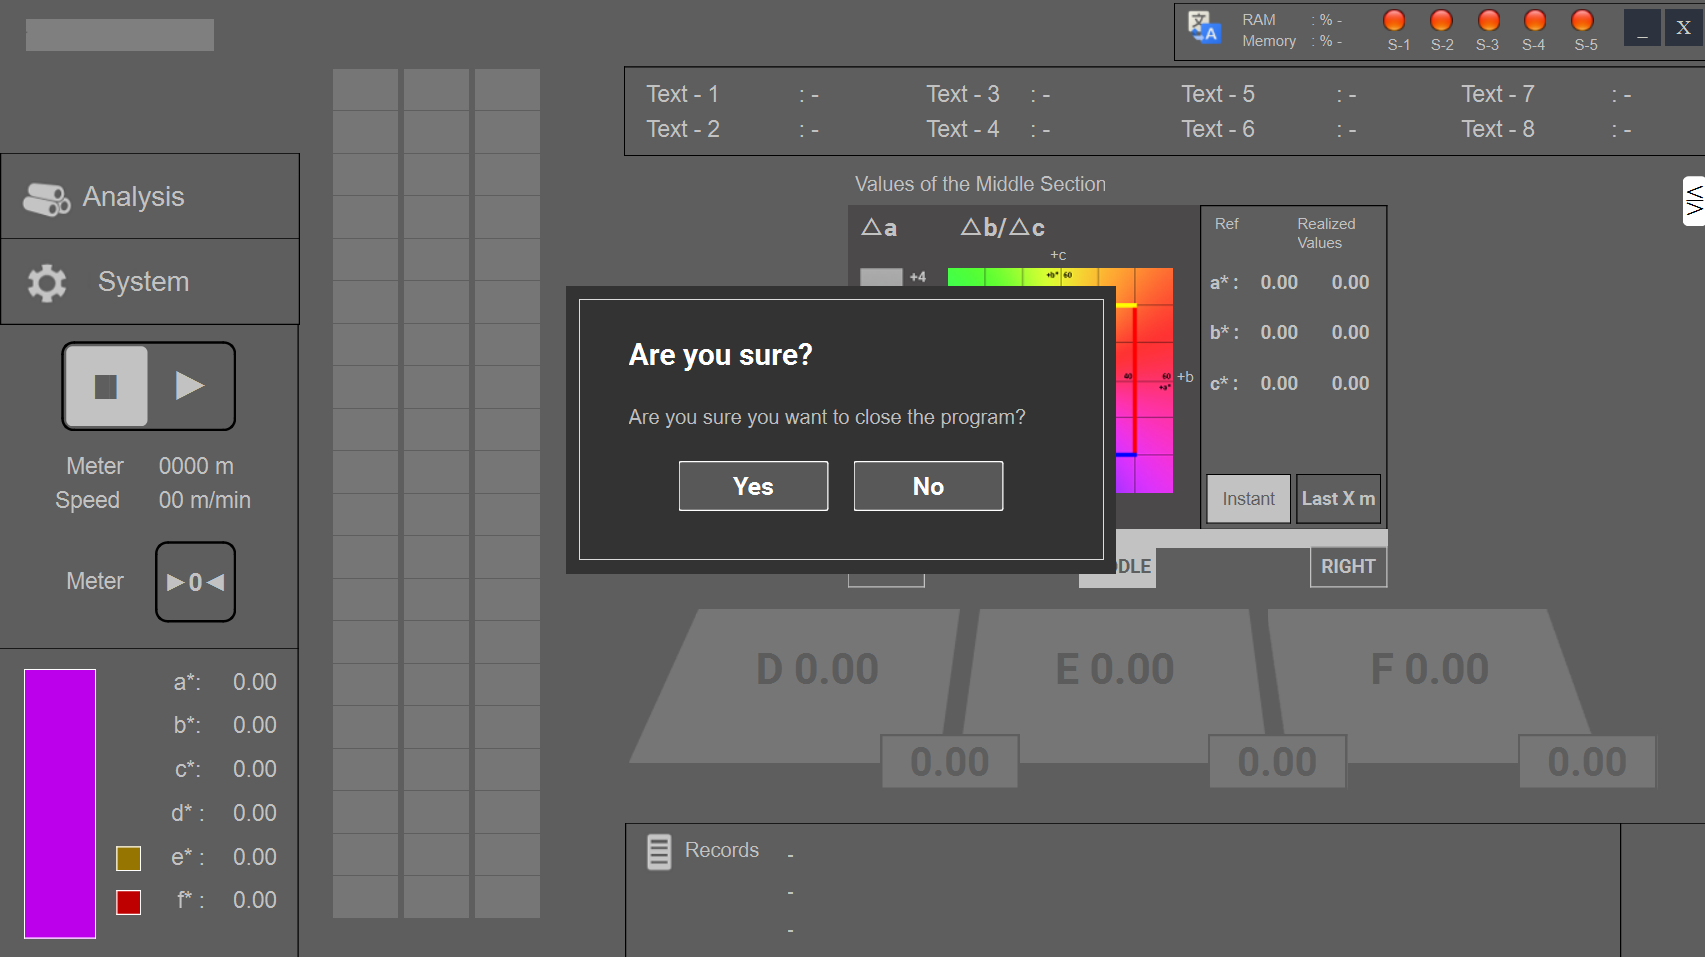 RAM : % -
Memory : % -
S-1 S-2 S-3 S-4 S-5
_ X
Text - 1 : - Text - 3 : - Text - 5 : - Text - 7 : -
Text - 2 : - Text - 4 : - Text - 6 : - Text - 8 : -
Analysis
System
Meter 0000 m
Speed 00 m/min
Meter ►0◄
a*: 0.00
b*: 0.00
c*: 0.00
d* : 0.00
e* : 0.00
f* : 0.00
Values of the Middle Section
△a △b/△c
+c
+4
+b* 60
40 60
+a*
+b
Ref Realized
Values
a* : 0.00 0.00
b* : 0.00 0.00
c* : 0.00 0.00
Instant Last X m
Are you sure?
Are you sure you want to close the program?
Yes No
RIGHT
D 0.00 E 0.00 F 0.00
0.00 0.00 0.00
Records -
-
-